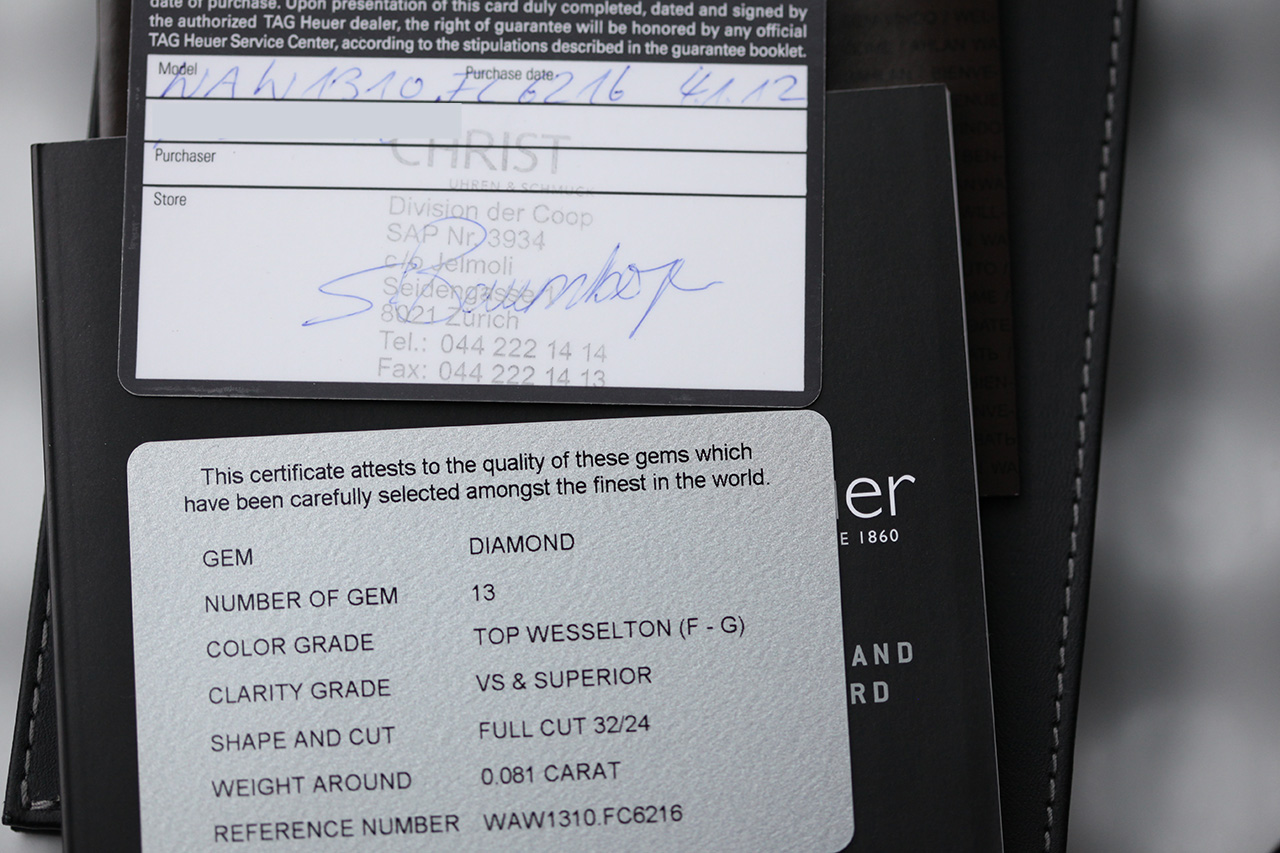 date of purchase. Upon presentation of this card duly completed, dated and signed by
the authorized TAG Heuer dealer, the right of guarantee will be honored by any official
TAG Heuer Service Center, according to the stipulations described in the guarantee booklet.
Model WAW1310.FC6216 Purchase date 4.1.12
Purchaser
CHRIST
UHREN & SCHMUCK
Store
Division der Coop
SAP Nr. 3934
c/o Jelmoli
Seidengasse
8021 Zürich
Tel.: 044 222 14 14
Fax: 044 222 14 13
This certificate attests to the quality of these gems which
have been carefully selected amongst the finest in the world.
GEM DIAMOND
NUMBER OF GEM 13
COLOR GRADE TOP WESSELTON (F - G)
CLARITY GRADE VS & SUPERIOR
SHAPE AND CUT FULL CUT 32/24
WEIGHT AROUND 0.081 CARAT
REFERENCE NUMBER WAW1310.FC6216
er
E 1860
AND
RD